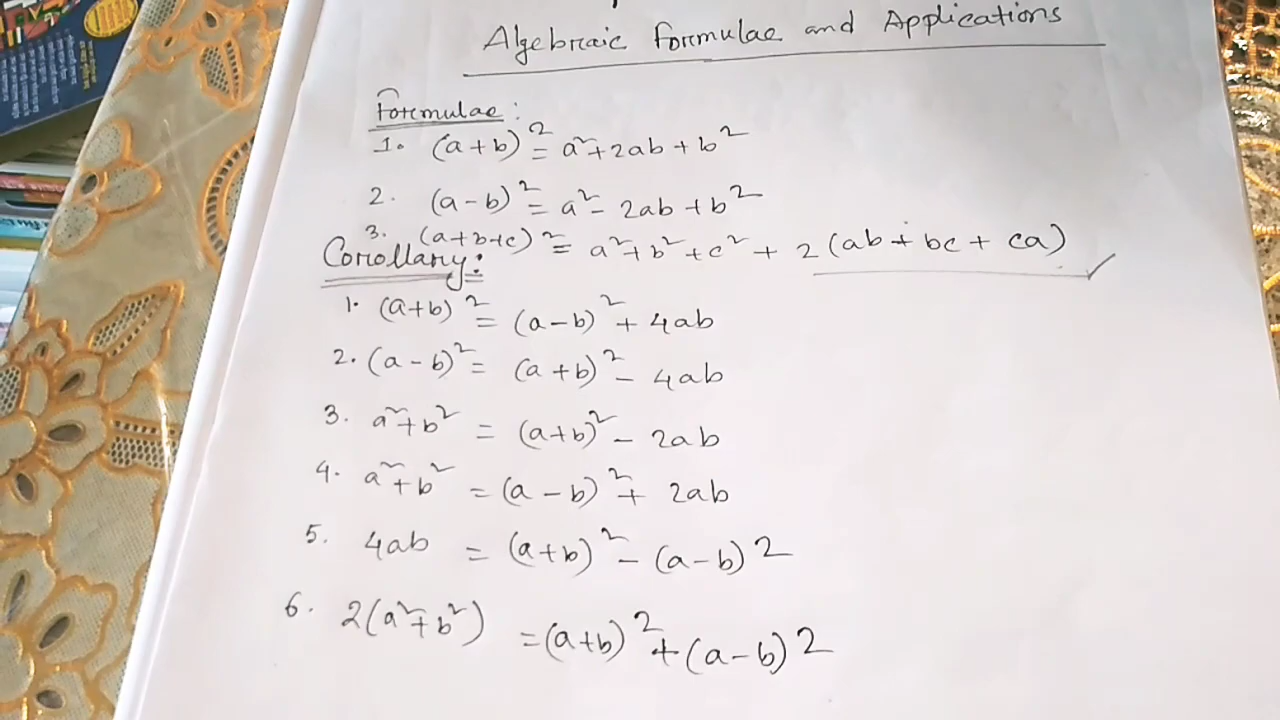 Algebraic Formulae and Applications
Formulae:
1. (a+b)² = a²+2ab+b²
2. (a-b)² = a²-2ab+b²
3. (a+b+c)² = a²+b²+c² + 2(ab+bc+ca)
Corollary:
1. (a+b)² = (a-b)² + 4ab
2. (a-b)² = (a+b)² - 4ab
3. a²+b² = (a+b)² - 2ab
4. a²+b² = (a-b)² + 2ab
5. 4ab = (a+b)² - (a-b)²
6. 2(a²+b²) = (a+b)² + (a-b)²